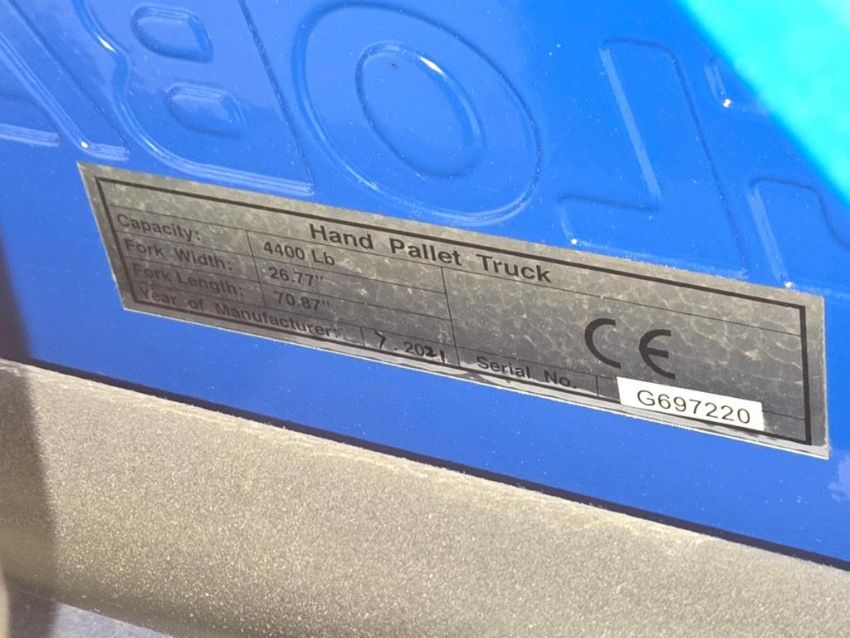 Hand Pallet Truck
Capacity: 4400 Lb
Fork Width: 26.77"
Fork Length: 70.87"
Year of Manufacturer: 7.2021
CE
Serial No. G697220